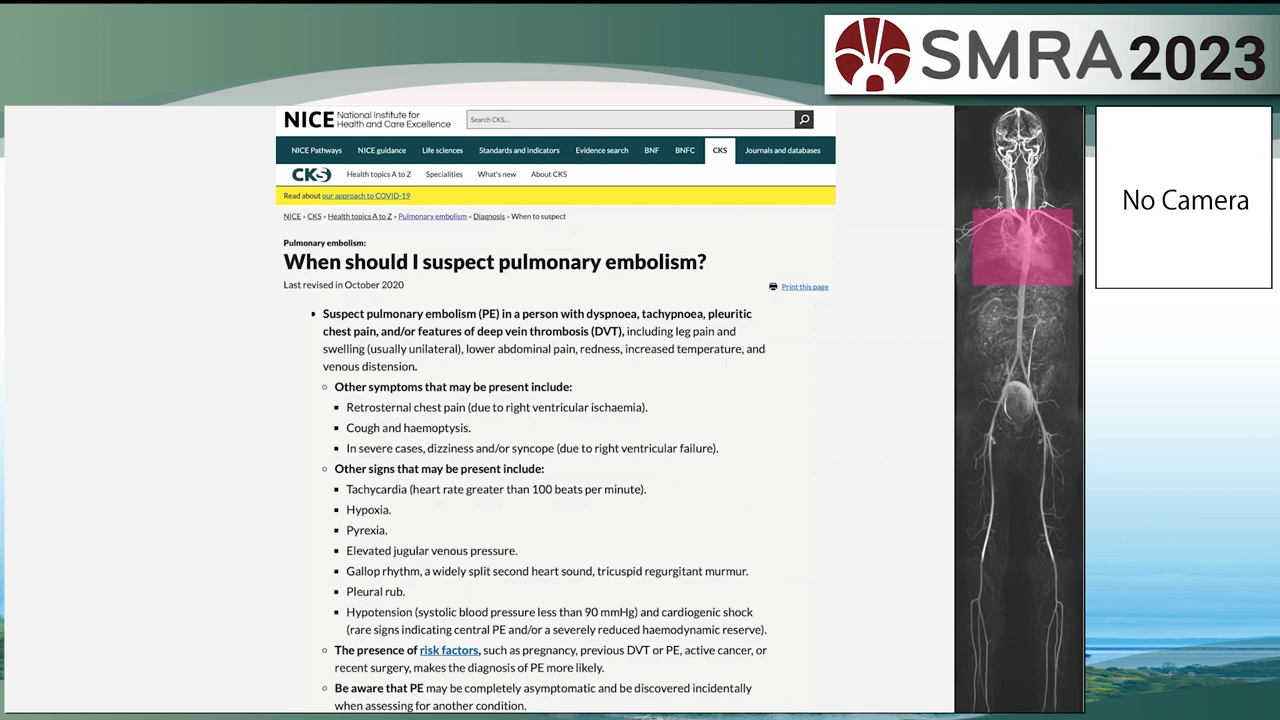 SMRA 2023
NICE National Institute for
Health and Care Excellence
Search CKS...
NICE Pathways NICE guidance Life sciences Standards and indicators Evidence search BNF BNFC CKS Journals and databases
CKS Health topics A to Z Specialities What's new About CKS
Read about our approach to COVID-19
NICE › CKS › Health topics A to Z › Pulmonary embolism › Diagnosis › When to suspect
Pulmonary embolism:
When should I suspect pulmonary embolism?
Last revised in October 2020
Print this page
• Suspect pulmonary embolism (PE) in a person with dyspnoea, tachypnoea, pleuritic
chest pain, and/or features of deep vein thrombosis (DVT), including leg pain and
swelling (usually unilateral), lower abdominal pain, redness, increased temperature, and
venous distension.
◦ Other symptoms that may be present include:
▪ Retrosternal chest pain (due to right ventricular ischaemia).
▪ Cough and haemoptysis.
▪ In severe cases, dizziness and/or syncope (due to right ventricular failure).
◦ Other signs that may be present include:
▪ Tachycardia (heart rate greater than 100 beats per minute).
▪ Hypoxia.
▪ Pyrexia.
▪ Elevated jugular venous pressure.
▪ Gallop rhythm, a widely split second heart sound, tricuspid regurgitant murmur.
▪ Pleural rub.
▪ Hypotension (systolic blood pressure less than 90 mmHg) and cardiogenic shock
(rare signs indicating central PE and/or a severely reduced haemodynamic reserve).
◦ The presence of risk factors, such as pregnancy, previous DVT or PE, active cancer, or
recent surgery, makes the diagnosis of PE more likely.
◦ Be aware that PE may be completely asymptomatic and be discovered incidentally
when assessing for another condition.
No Camera